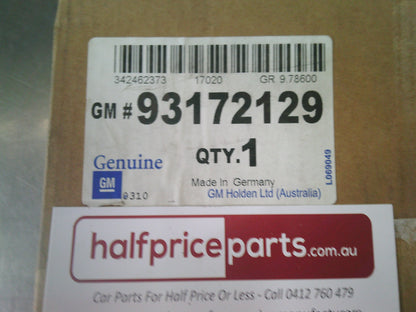 342462373 17020 GR 9.78600
GM # 93172129
Genuine QTY. 1
GM
9310
Made In Germany
GM Holden Ltd (Australia)
L069049
halfpriceparts.com.au
Car Parts For Half Price Or Less - Call 0412 760 479